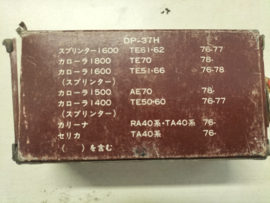 DP-37H
スプリンター1600 TE61-62 76-77
カローラ1800 TE70 78-
カローラ1600 TE51-66 76-78
(スプリンター)
カローラ1500 AE70 78-
カローラ1400 TE50-60 76-77
(スプリンター)
カリーナ RA40系・TA40系 76-
セリカ TA40系 76-
( )を含む